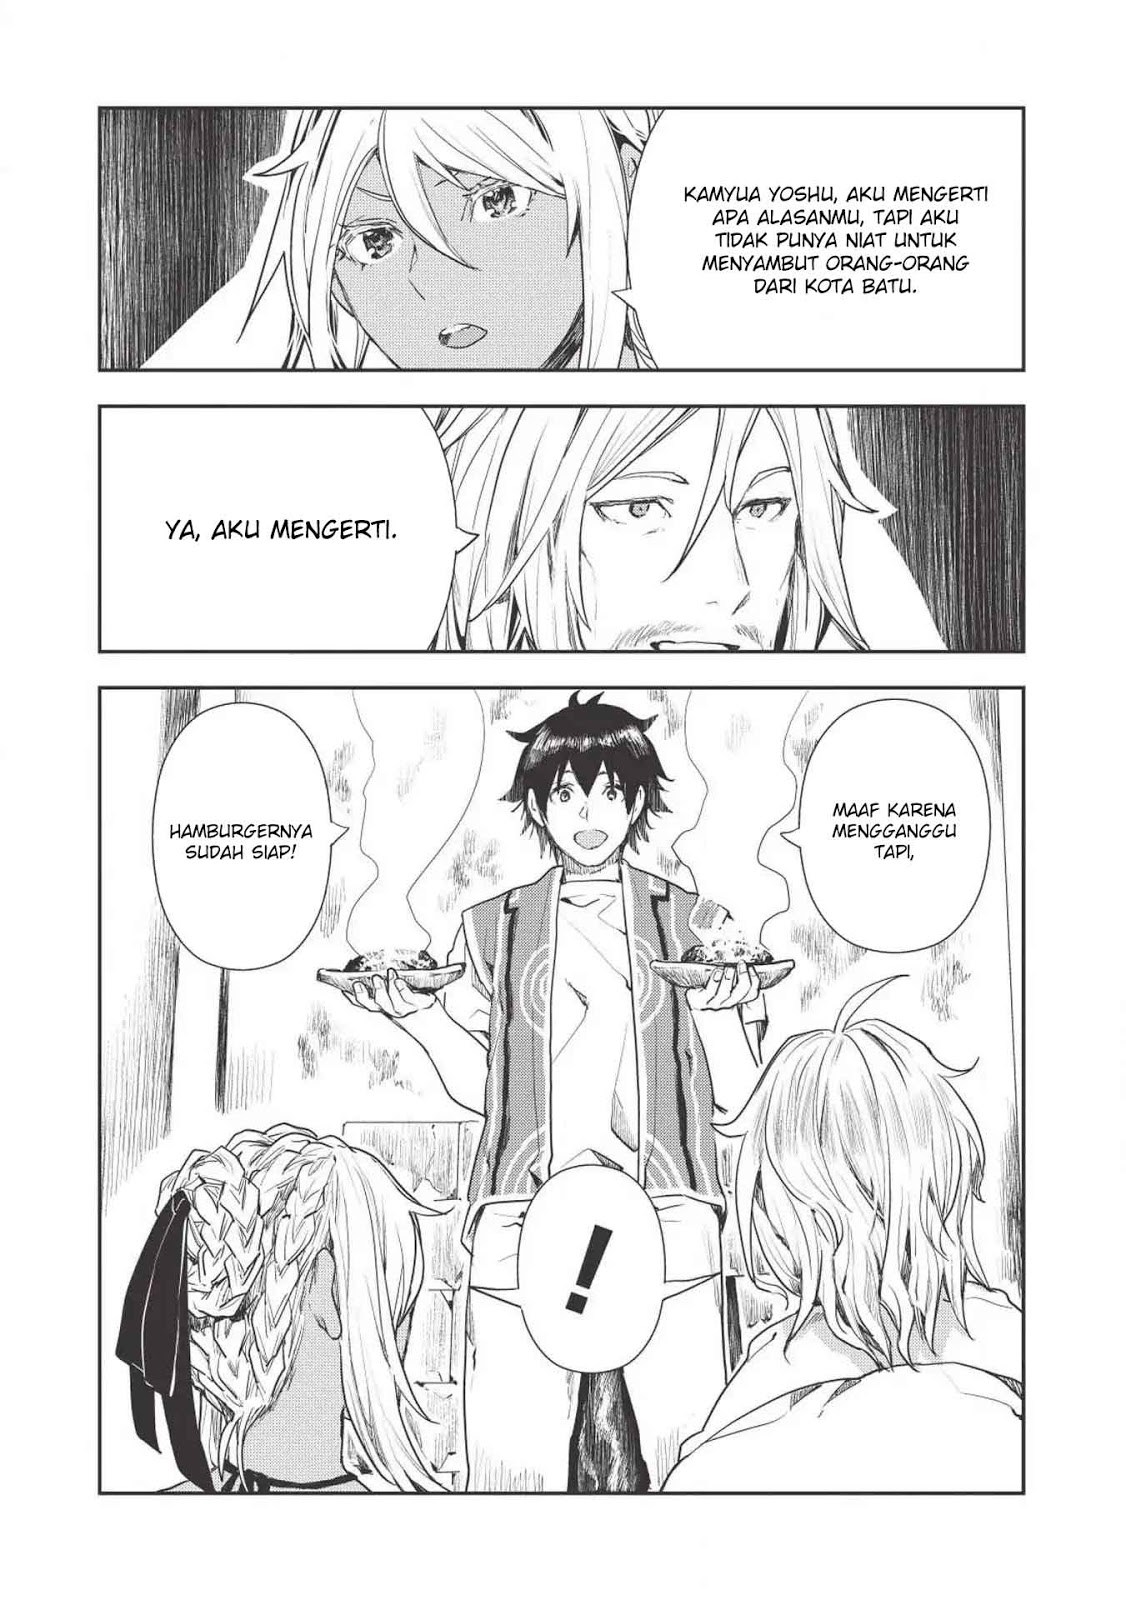 KAMYUA YOSHU, AKU MENGERTI
APA ALASANMU, TAPI AKU
TIDAK PUNYA NIAT UNTUK
MENYAMBUT ORANG-ORANG
DARI KOTA BATU.
YA, AKU MENGERTI.
MAAF KARENA
MENGGANGGU
TAPI,
HAMBURGERNYA
SUDAH SIAP!
!